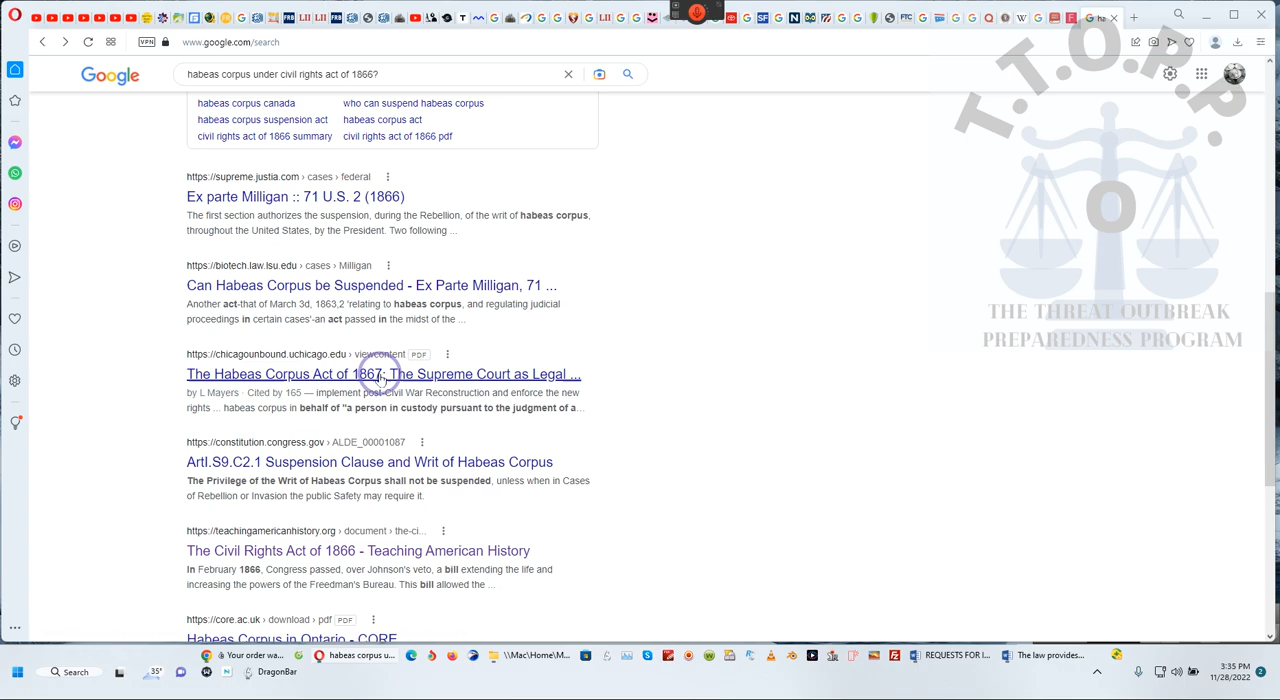 VPN
www.google.com/search
Google
habeas corpus under civil rights act of 1866?
T.T.O.P.P.
O
THE THREAT OUTBREAK
PREPAREDNESS PROGRAM
habeas corpus canada
who can suspend habeas corpus
habeas corpus suspension act
habeas corpus act
civil rights act of 1866 summary
civil rights act of 1866 pdf
https://supreme.justia.com › cases › federal
Ex parte Milligan :: 71 U.S. 2 (1866)
The first section authorizes the suspension, during the Rebellion, of the writ of habeas corpus,
throughout the United States, by the President. Two following ...
https://biotech.law.lsu.edu › cases › Milligan
Can Habeas Corpus be Suspended - Ex Parte Milligan, 71 ...
Another act-that of March 3d, 1863,2 'relating to habeas corpus, and regulating judicial
proceedings in certain cases'-an act passed in the midst of the ...
https://chicagounbound.uchicago.edu › viewcontent PDF
The Habeas Corpus Act of 1867: The Supreme Court as Legal ...
by L Mayers · Cited by 165 — implement post-Civil War Reconstruction and enforce the new
rights ... habeas corpus in behalf of "a person in custody pursuant to the judgment of a...
https://constitution.congress.gov › ALDE_00001087
ArtI.S9.C2.1 Suspension Clause and Writ of Habeas Corpus
The Privilege of the Writ of Habeas Corpus shall not be suspended, unless when in Cases
of Rebellion or Invasion the public Safety may require it.
https://teachingamericanhistory.org › document › the-ci...
The Civil Rights Act of 1866 - Teaching American History
In February 1866, Congress passed, over Johnson's veto, a bill extending the life and
increasing the powers of the Freedman's Bureau. This bill allowed the ...
https://core.ac.uk › download › pdf PDF
Habeas Corpus in Ontario - CORE
Your order wa...
habeas corpus u...
\\Mac\Home\M...
REQUESTS FOR I...
The law provides...
Search
35°
DragonBar
3:35 PM
11/28/2022
2